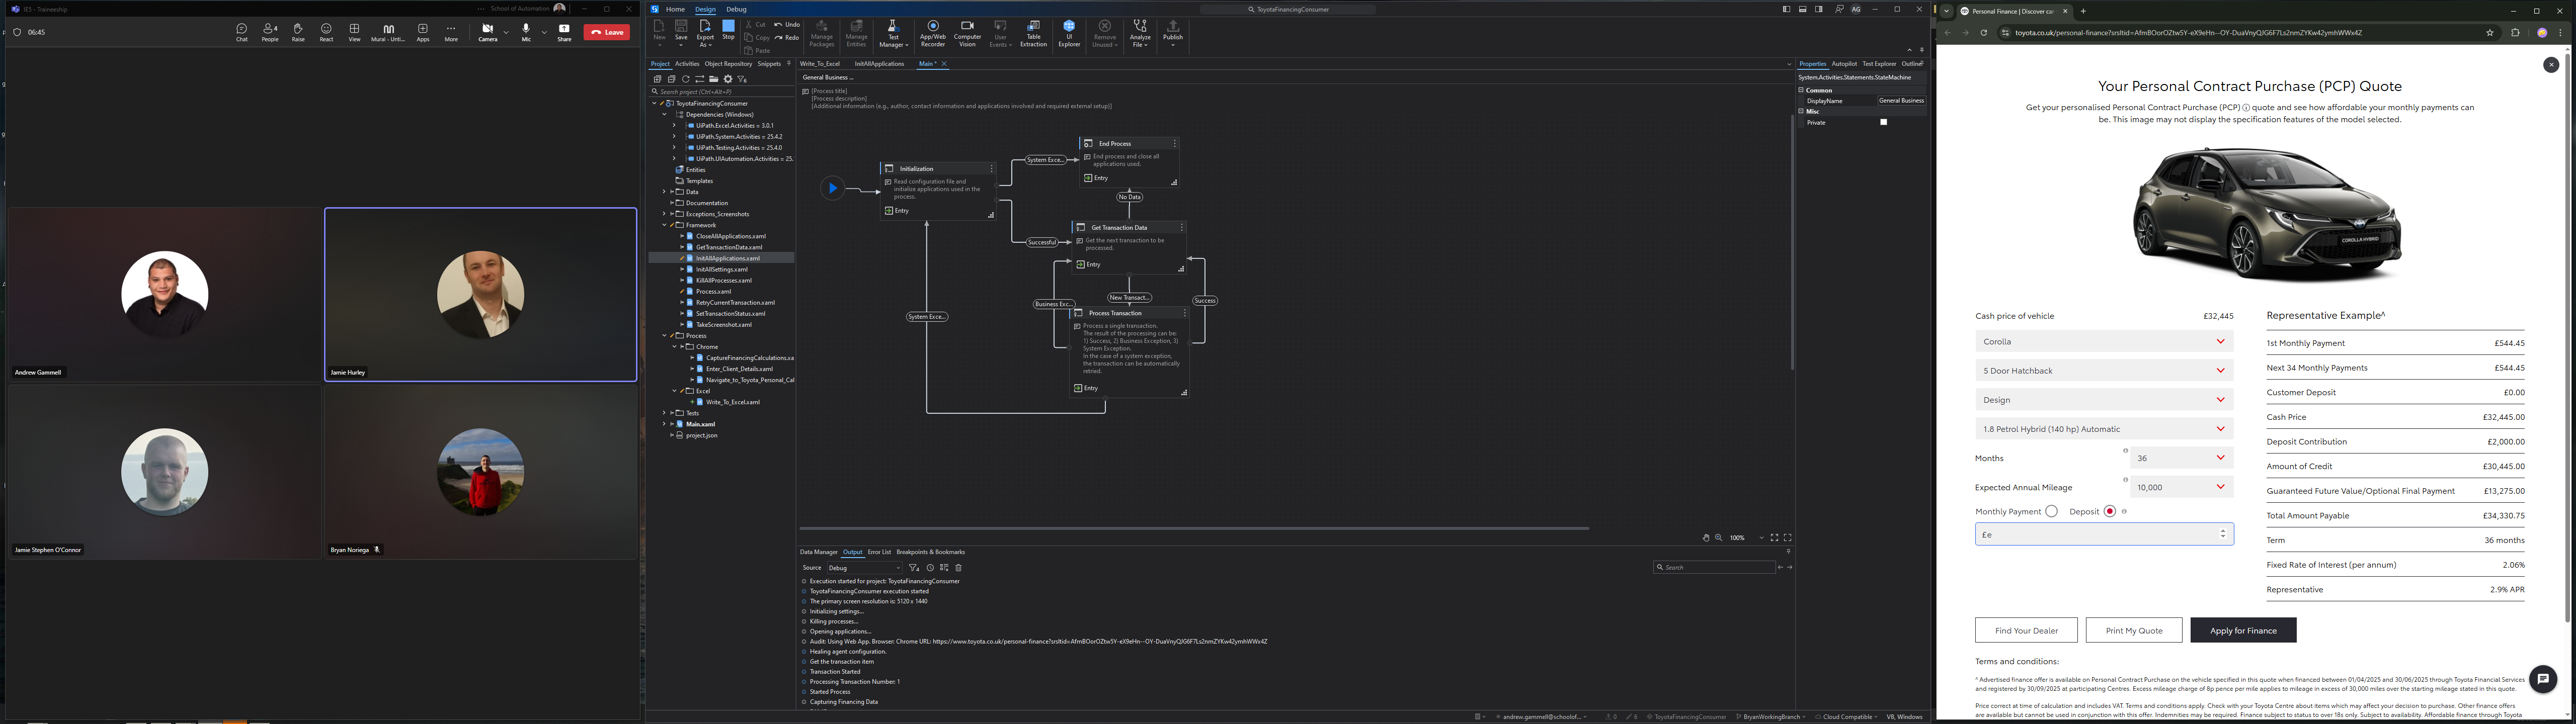 IE5 - Traineeship
School of Automation
06:45
Chat
People
4
Raise
React
View
Mural - Unti...
Apps
More
Camera
Mic
Share
Leave
Andrew Gammell
Jamie Hurley
Jamie Stephen O'Connor
Bryan Noriega
Home
Design
Debug
ToyotaFinancingConsumer
AG
New
Save
Export As
Stop
Cut
Copy
Paste
Undo
Redo
Manage Packages
Manage Entities
Test Manager
App/Web Recorder
Computer Vision
User Events
Table Extraction
UI Explorer
Remove Unused
Analyze File
Publish
Project
Activities
Object Repository
Snippets
Search project (Ctrl+Alt+P)
ToyotaFinancingConsumer
Dependencies (Windows)
UiPath.Excel.Activities = 3.0.1
UiPath.System.Activities = 25.4.2
UiPath.Testing.Activities = 25.4.0
UiPath.UIAutomation.Activities = 25.
Entities
Templates
Data
Documentation
Exceptions_Screenshots
Framework
CloseAllApplications.xaml
GetTransactionData.xaml
InitAllApplications.xaml
InitAllSettings.xaml
KillAllProcesses.xaml
Process.xaml
RetryCurrentTransaction.xaml
SetTransactionStatus.xaml
TakeScreenshot.xaml
Process
Chrome
CaptureFinancingCalculations.xa
Enter_Client_Details.xaml
Navigate_to_Toyota_Personal_Cal
Excel
Write_To_Excel.xaml
Tests
Main.xaml
project.json
Write_To_Excel
InitAllApplications
Main *
General Business ...
[Process title]
[Process description]
[Additional information (e.g., author, contact information and applications involved and required external setup)]
Initialization
Read configuration file and
initialize applications used in the
process.
Entry
System Exce...
End Process
End process and close all
applications used.
Entry
No Data
Successful
Get Transaction Data
Get the next transaction to be
processed.
Entry
New Transact...
Business Exc...
Success
System Exce...
Process Transaction
Process a single transaction.
The result of the processing can be:
1) Success, 2) Business Exception, 3)
System Exception.
In the case of a system exception,
the transaction can be automatically
retried.
Entry
100%
Data Manager
Output
Error List
Breakpoints & Bookmarks
Source
Debug
Search
Execution started for project: ToyotaFinancingConsumer
ToyotaFinancingConsumer execution started
The primary screen resolution is: 5120 x 1440
Initializing settings...
Killing processes...
Opening applications...
Audit: Using Web App. Browser: Chrome URL: https://www.toyota.co.uk/personal-finance?srsltid=AfmBOorOZtw5Y-eX9eHn--OY-DuaVnyQJG6F7Ls2nmZYKw42ymhWWx4Z
Healing agent configuration.
Get the transaction item
Transaction Started
Processing Transaction Number: 1
Started Process
Capturing Financing Data
Properties
Autopilot
Test Explorer
Outline
System.Activities.Statements.StateMachine
Common
DisplayName
General Business
Misc
Private
andrew.gammell@schoolof...
0
6
ToyotaFinancingConsumer
BryanWorkingBranch
Cloud Compatible
VB, Windows
Personal Finance | Discover car
toyota.co.uk/personal-finance?srsltid=AfmBOorOZtw5Y-eX9eHn--OY-DuaVnyQJG6F7Ls2nmZYKw42ymhWWx4Z
Your Personal Contract Purchase (PCP) Quote
Get your personalised Personal Contract Purchase (PCP) quote and see how affordable your monthly payments can
be. This image may not display the specification features of the model selected.
COROLLA HYBRID
Cash price of vehicle £32,445
Corolla
5 Door Hatchback
Design
1.8 Petrol Hybrid (140 hp) Automatic
Months 36
Expected Annual Mileage 10,000
Monthly Payment Deposit
£e
Representative Example^
1st Monthly Payment £544.45
Next 34 Monthly Payments £544.45
Customer Deposit £0.00
Cash Price £32,445.00
Deposit Contribution £2,000.00
Amount of Credit £30,445.00
Guaranteed Future Value/Optional Final Payment £13,275.00
Total Amount Payable £34,330.75
Term 36 months
Fixed Rate of Interest (per annum) 2.06%
Representative 2.9% APR
Find Your Dealer
Print My Quote
Apply for Finance
Terms and conditions:
^ Advertised finance offer is available on Personal Contract Purchase on the vehicle specified in this quote when financed between 01/04/2025 and 30/06/2025 through Toyota Financial Services
and registered by 30/09/2025 at participating Centres. Excess mileage charge of 8p pence per mile applies to mileage in excess of 30,000 miles over the starting mileage stated in this quote.
Price correct at time of calculation and includes VAT. Terms and conditions apply. Check with your Toyota Centre about items which may affect your decision to purchase. Other finance offers
are available but cannot be used in conjunction with this offer. Indemnities may be required. Finance subject to status to over 18s only. Subject to availability. Affordable finance through Toyota